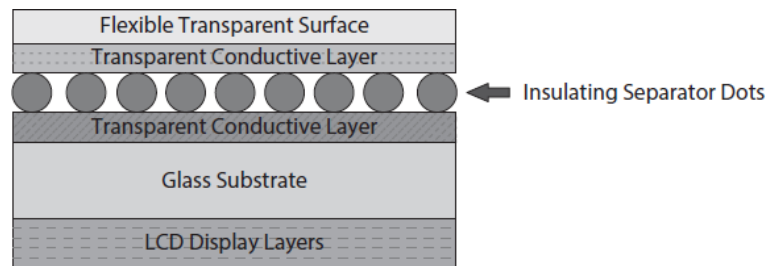 Flexible Transparent Surface
Transparent Conductive Layer
Insulating Separator Dots
Transparent Conductive Layer
Glass Substrate
LCD Display Layers